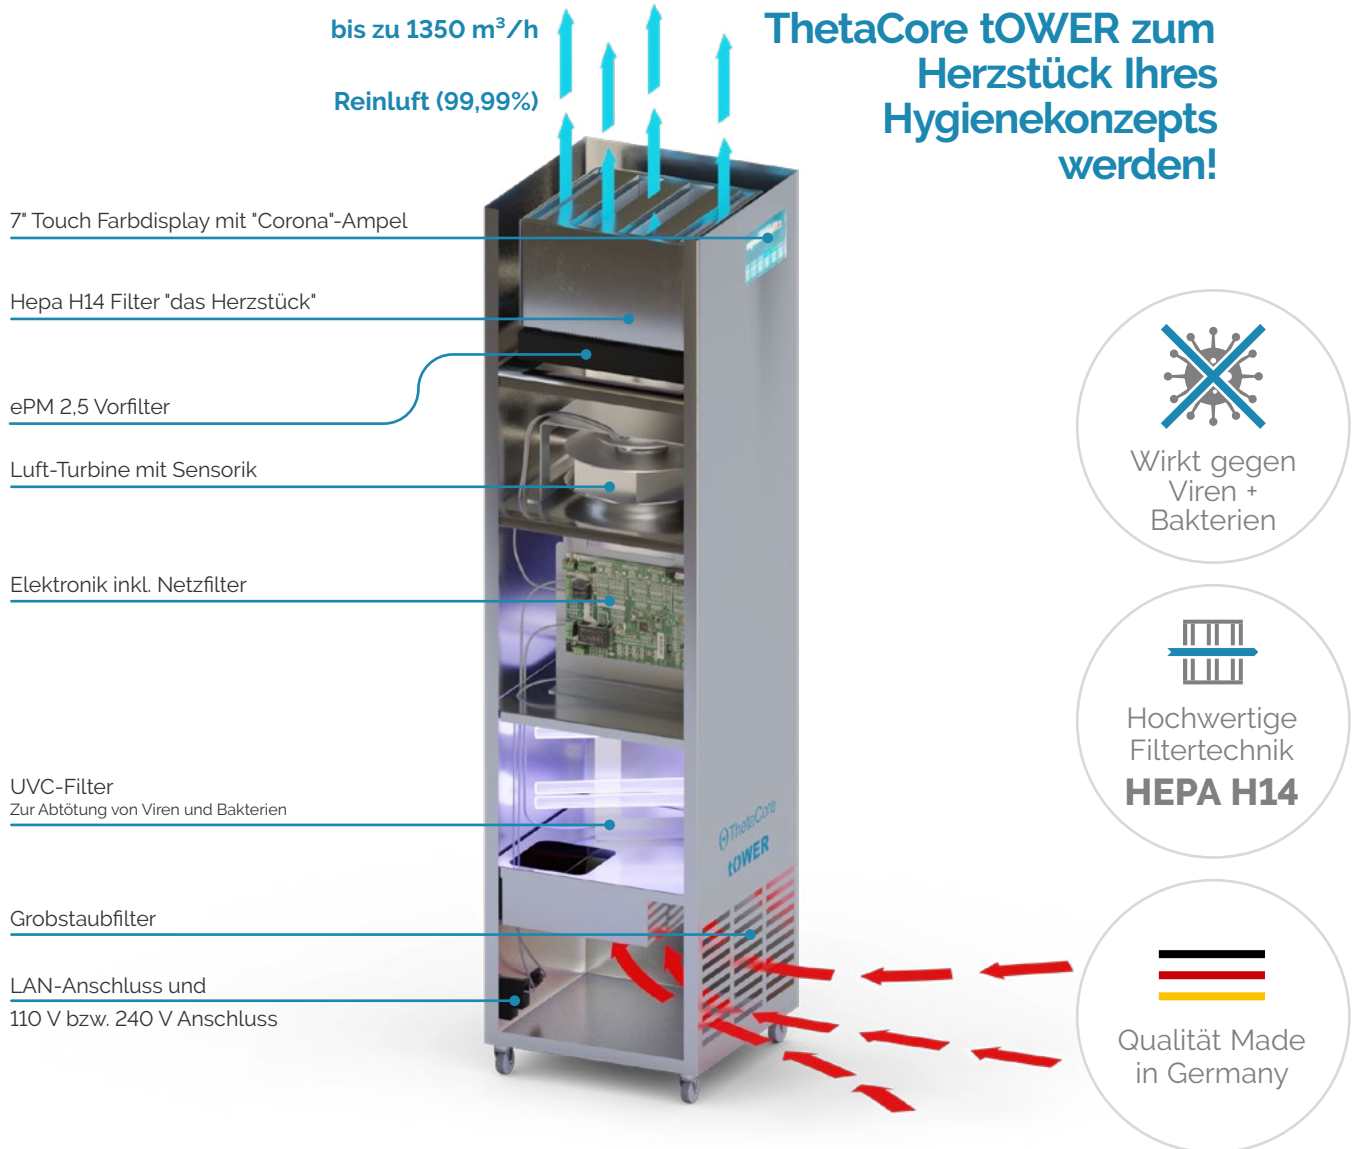 bis zu 1350 m³/h
Reinluft (99,99%)
ThetaCore tOWER zum
Herzstück Ihres
Hygienekonzepts
werden!
7" Touch Farbdisplay mit "Corona"-Ampel
Hepa H14 Filter "das Herzstück"
ePM 2,5 Vorfilter
Luft-Turbine mit Sensorik
Elektronik inkl. Netzfilter
UVC-Filter
Zur Abtötung von Viren und Bakterien
Grobstaubfilter
LAN-Anschluss und
110 V bzw. 240 V Anschluss
ThetaCore
tOWER
Wirkt gegen
Viren +
Bakterien
Hochwertige
Filtertechnik
HEPA H14
Qualität Made
in Germany